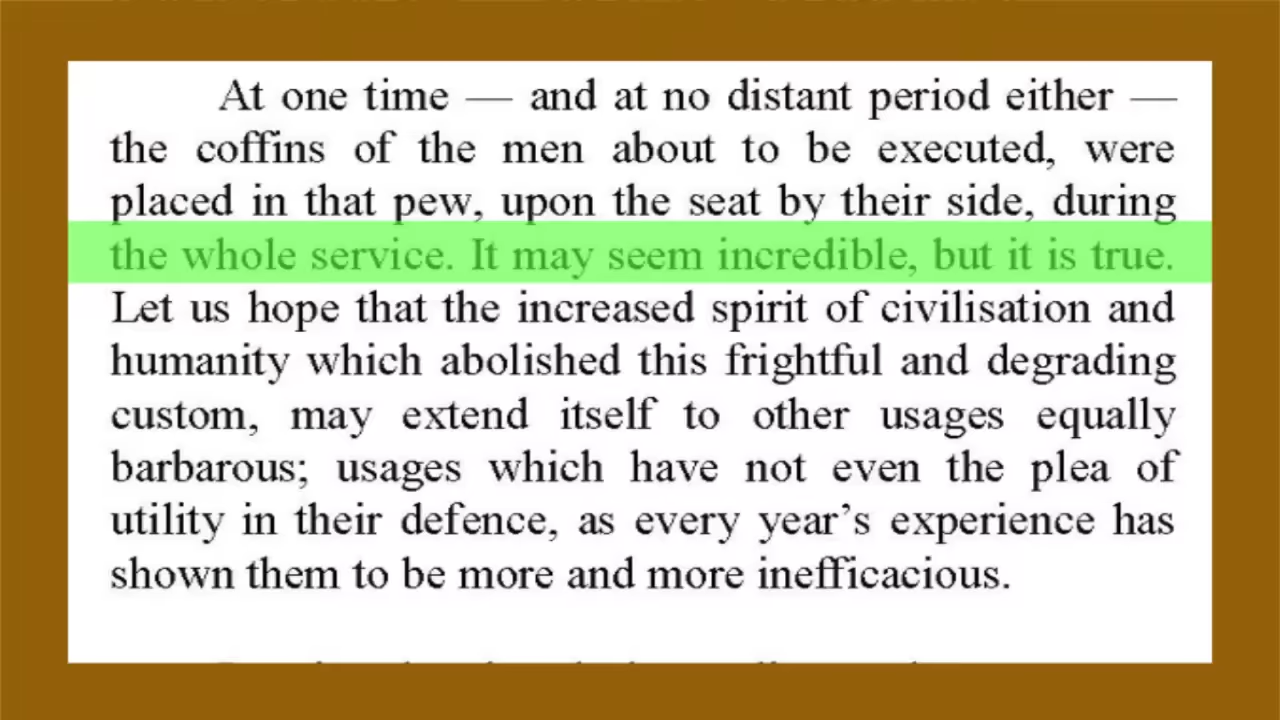 At one time — and at no distant period either —
the coffins of the men about to be executed, were
placed in that pew, upon the seat by their side, during
the whole service. It may seem incredible, but it is true.
Let us hope that the increased spirit of civilisation and
humanity which abolished this frightful and degrading
custom, may extend itself to other usages equally
barbarous; usages which have not even the plea of
utility in their defence, as every year’s experience has
shown them to be more and more inefficacious.